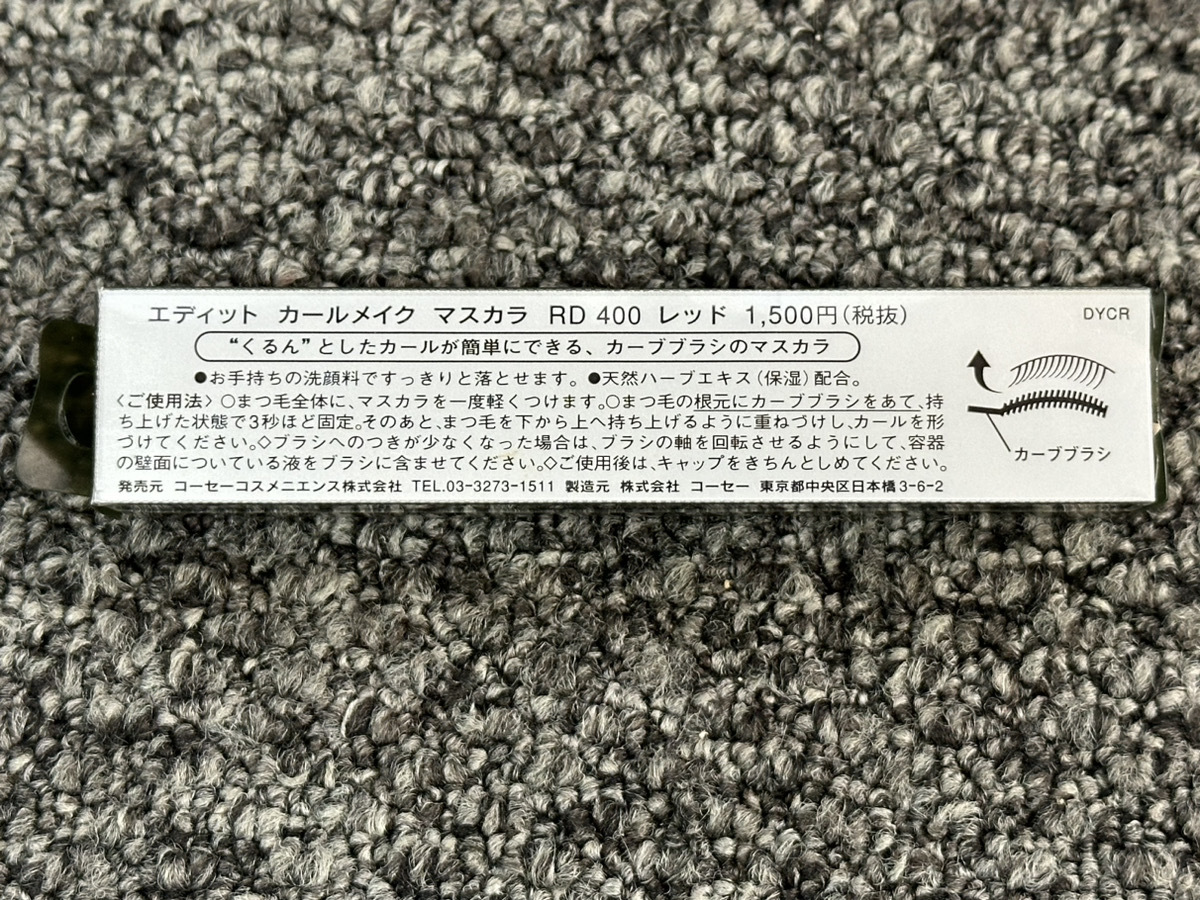 エディット カールメイク マスカラ RD 400 レッド 1,500円(税抜)
DYCR
“くるん”としたカールが簡単にできる、カーブブラシのマスカラ
●お手持ちの洗顔料ですっきりと落とせます。●天然ハーブエキス(保湿)配合。
〈ご使用法〉○まつ毛全体に、マスカラを一度軽くつけます。○まつ毛の根元にカーブブラシをあて、持
ち上げた状態で3秒ほど固定。そのあと、まつ毛を下から上へ持ち上げるように重ねづけし、カールを形
づけてください。◇ブラシへのつきが少なくなった場合は、ブラシの軸を回転させるようにして、容器
の壁面についている液をブラシに含ませてください。◇ご使用後は、キャップをきちんとしめてください。
発売元 コーセーコスメニエンス株式会社 TEL.03-3273-1511 製造元 株式会社 コーセー 東京都中央区日本橋3-6-2
カーブブラシ